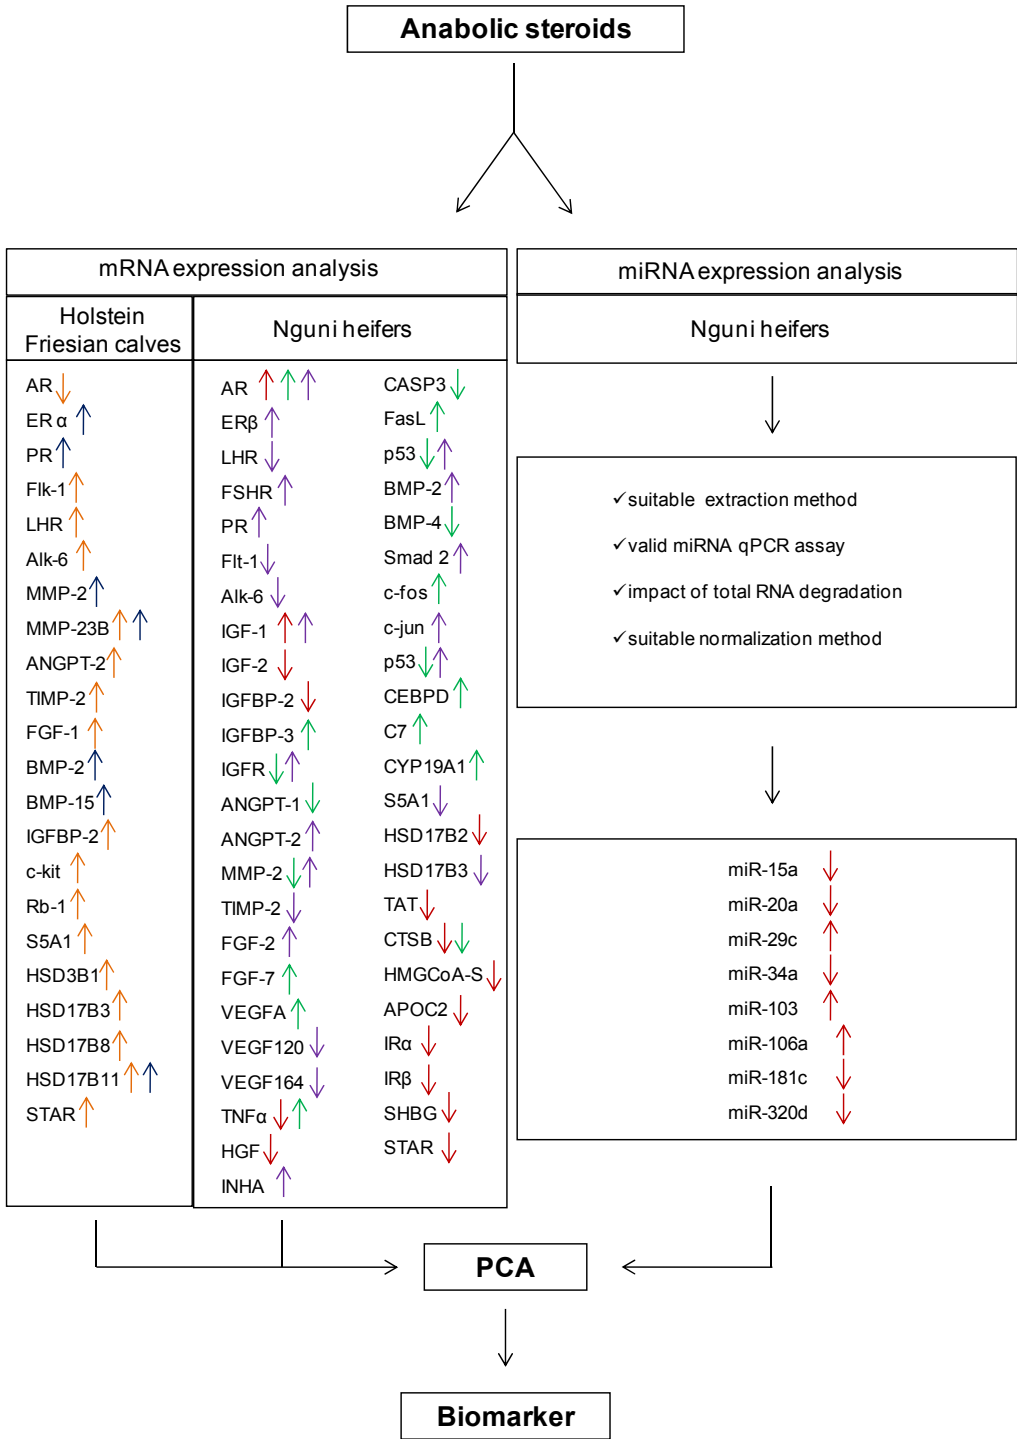 Anabolic steroids
mRNA expression analysis
Holstein
Friesian calves
AR
ER α
PR
Flk-1
LHR
Alk-6
MMP-2
MMP-23B
ANGPT-2
TIMP-2
FGF-1
BMP-2
BMP-15
IGFBP-2
c-kit
Rb-1
S5A1
HSD3B1
HSD17B3
HSD17B8
HSD17B11
STAR
Nguni heifers
AR
ERβ
LHR
FSHR
PR
Flt-1
Alk-6
IGF-1
IGF-2
IGFBP-2
IGFBP-3
IGFR
ANGPT-1
ANGPT-2
MMP-2
TIMP-2
FGF-2
FGF-7
VEGFA
VEGF120
VEGF164
TNFα
HGF
INHA
CASP3
FasL
p53
BMP-2
BMP-4
Smad 2
c-fos
c-jun
p53
CEBPD
C7
CYP19A1
S5A1
HSD17B2
HSD17B3
TAT
CTSB
HMGCoA-S
APOC2
IRα
IRβ
SHBG
STAR
miRNA expression analysis
Nguni heifers
✓suitable extraction method
✓valid miRNA qPCR assay
✓impact of total RNA degradation
✓suitable normalization method
miR-15a
miR-20a
miR-29c
miR-34a
miR-103
miR-106a
miR-181c
miR-320d
PCA
Biomarker